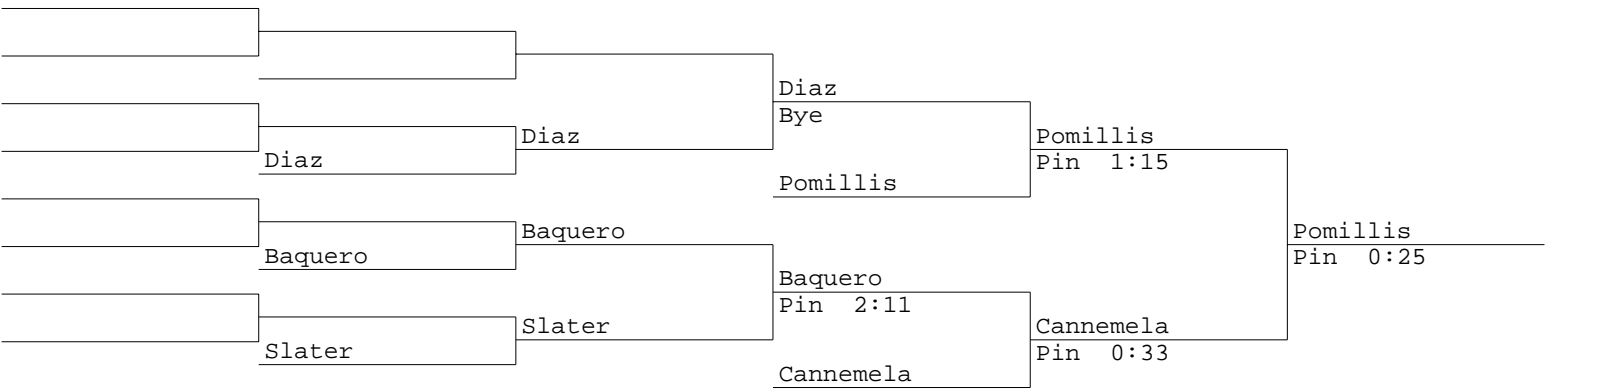 Diaz
Bye
Diaz
Pomillis
Diaz
Pin 1:15
Pomillis
Baquero
Pomillis
Baquero
Pin 0:25
Baquero
Pin 2:11
Slater
Cannemela
Slater
Pin 0:33
Cannemela